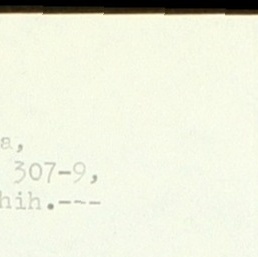 a,
307-9,
hih.---